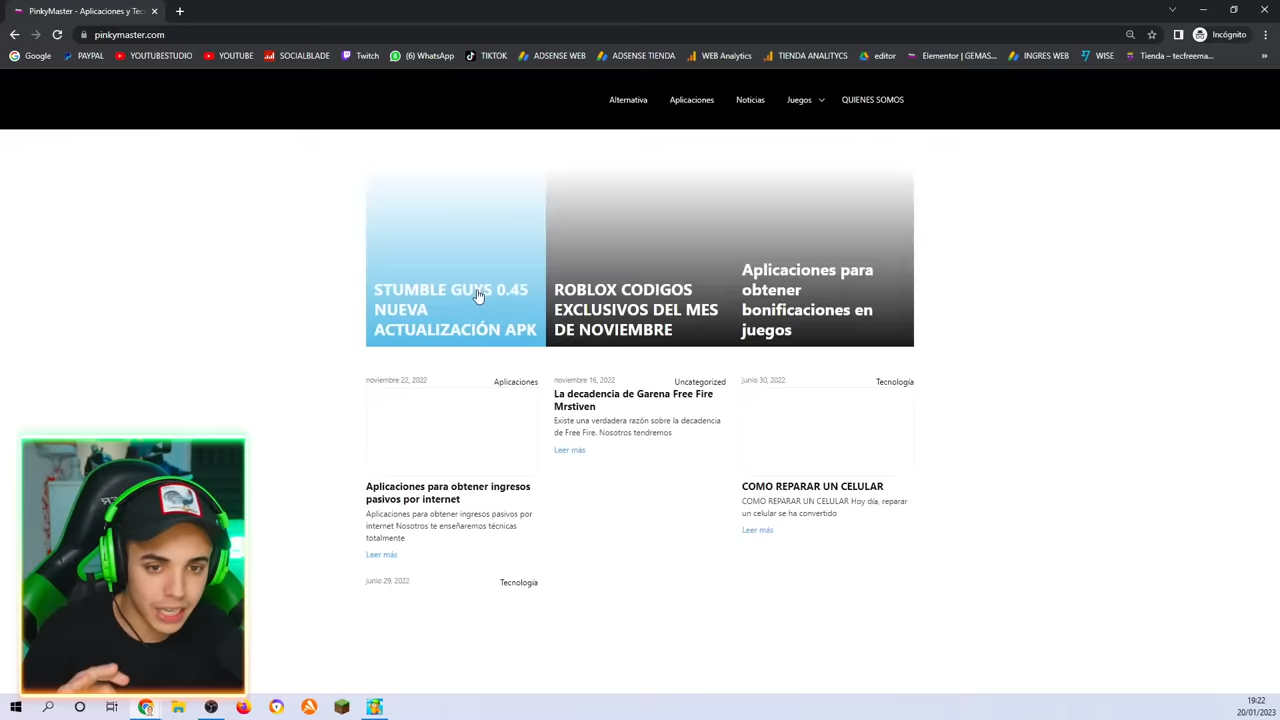 PinkyMaster - Aplicaciones y Tec
pinkymaster.com
Incógnito
Google
PAYPAL
YOUTUBESTUDIO
YOUTUBE
SOCIALBLADE
Twitch
(6) WhatsApp
TIKTOK
ADSENSE WEB
ADSENSE TIENDA
WEB Analytics
TIENDA ANALITYCS
editor
Elementor | GEMAS...
INGRES WEB
WISE
Tienda – tecfreema...
Alternativa
Aplicaciones
Noticias
Juegos
QUIENES SOMOS
STUMBLE GUYS 0.45
NUEVA
ACTUALIZACIÓN APK
ROBLOX CODIGOS
EXCLUSIVOS DEL MES
DE NOVIEMBRE
Aplicaciones para
obtener
bonificaciones en
juegos
noviembre 22, 2022
Aplicaciones
Aplicaciones para obtener ingresos
pasivos por internet
Aplicaciones para obtener ingresos pasivos por
internet Nosotros te enseñaremos técnicas
totalmente
Leer más
junio 29, 2022
Tecnología
noviembre 16, 2022
Uncategorized
La decadencia de Garena Free Fire
Mrstiven
Existe una verdadera razón sobre la decadencia
de Free Fire. Nosotros tendremos
Leer más
junio 30, 2022
Tecnología
COMO REPARAR UN CELULAR
COMO REPARAR UN CELULAR Hoy día, reparar
un celular se ha convertido
Leer más
19:22
20/01/2023